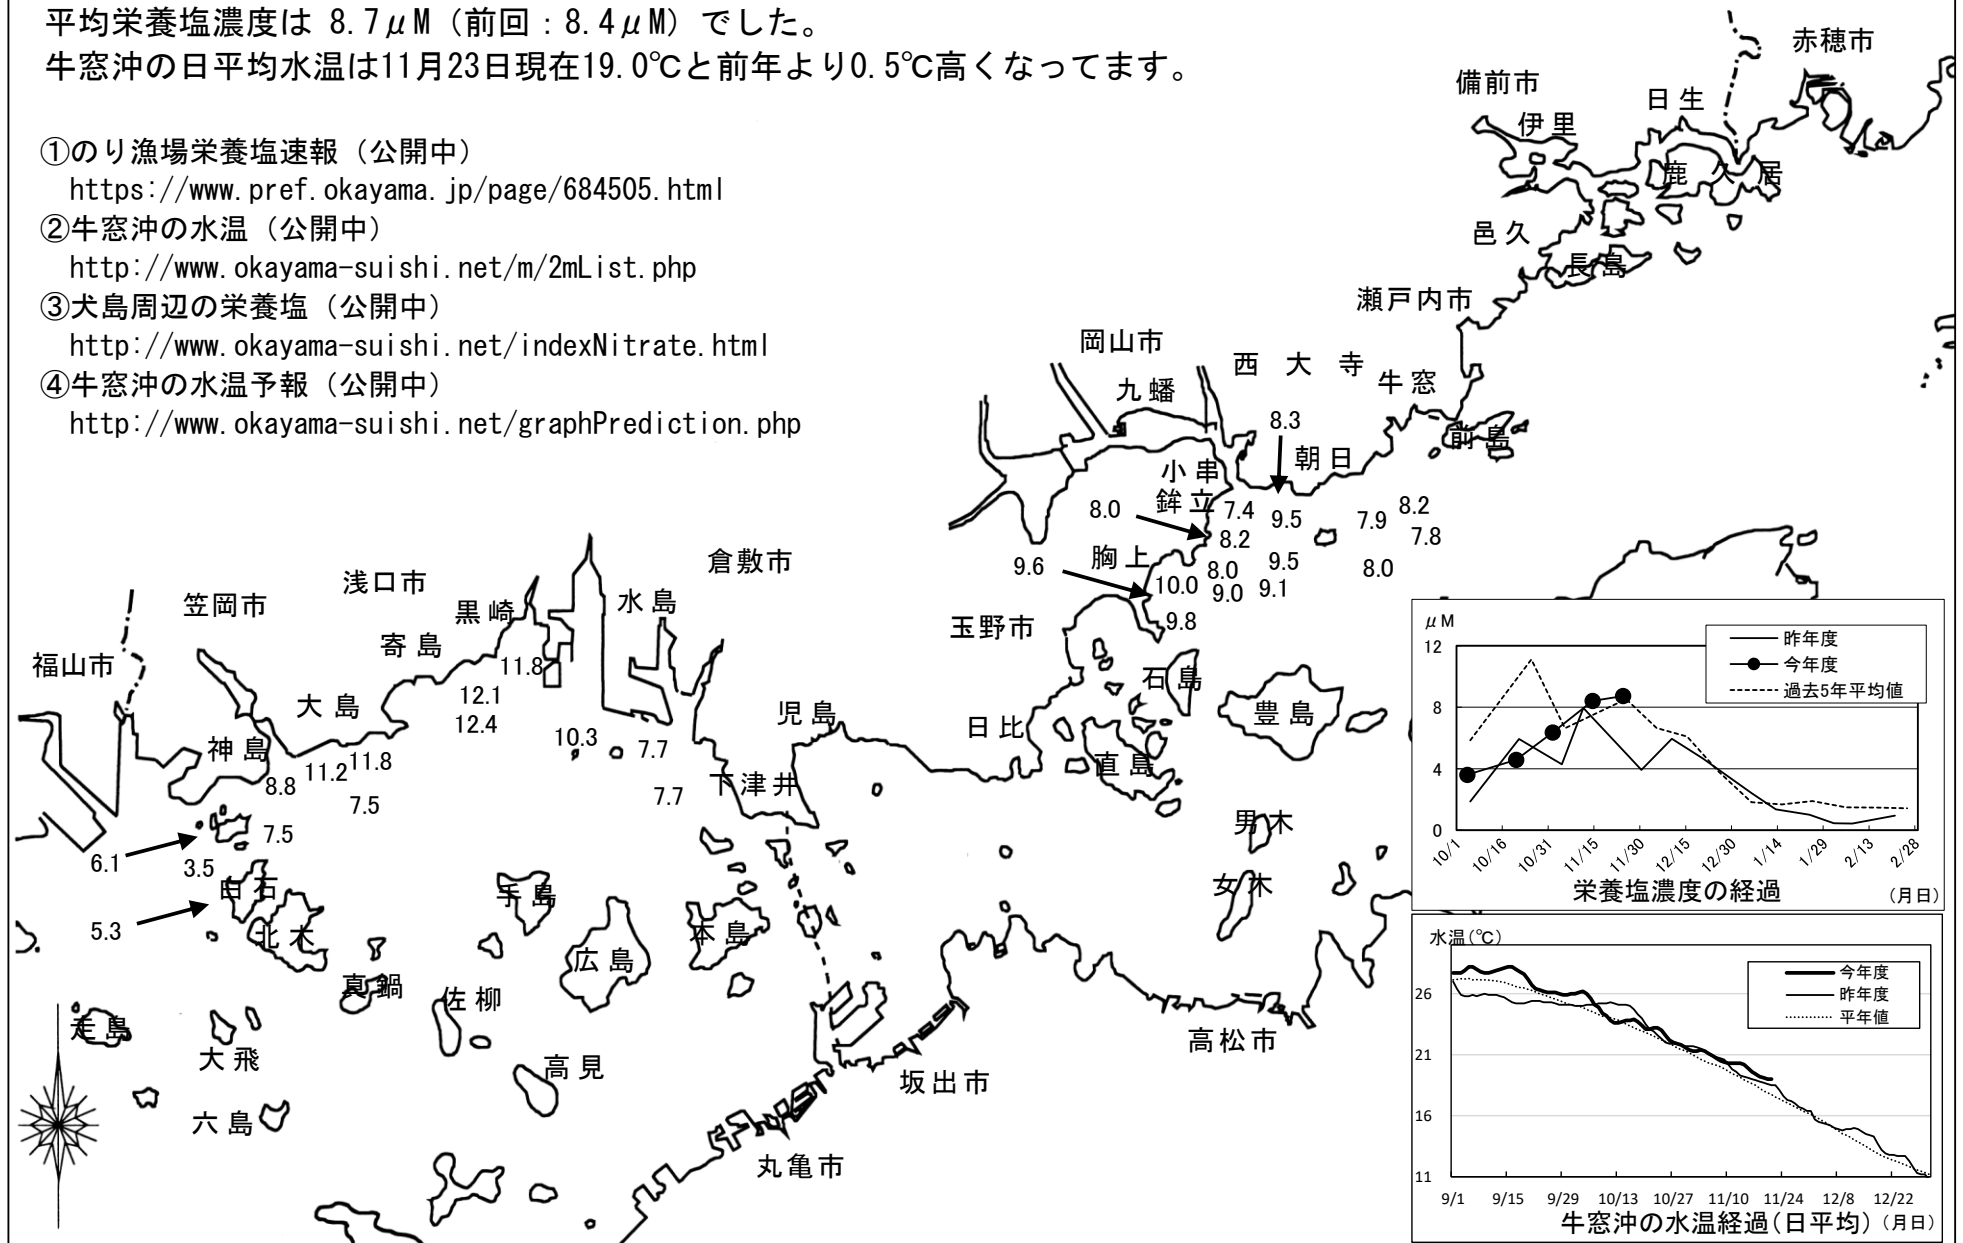 平均栄養塩濃度は 8.7μM（前回：8.4μM）でした。
牛窓沖の日平均水温は11月23日現在19.0℃と前年より0.5℃高くなってます。
①のり漁場栄養塩速報（公開中）
https://www.pref.okayama.jp/page/684505.html
②牛窓沖の水温（公開中）
http://www.okayama-suishi.net/m/2mList.php
③犬島周辺の栄養塩（公開中）
http://www.okayama-suishi.net/indexNitrate.html
④牛窓沖の水温予報（公開中）
http://www.okayama-suishi.net/graphPrediction.php
赤穂市
備前市
日生
伊里
鹿久居
邑久
長島
瀬戸内市
岡山市
西大寺
牛窓
九蟠
前島
8.3
朝日
小串
鉾立
8.0
7.4
9.5
7.9
8.2
7.8
8.2
胸上
9.6
9.5
8.0
8.0
10.0
9.0
9.1
9.8
玉野市
倉敷市
浅口市
笠岡市
水島
黒崎
寄島
福山市
11.8
12.1
12.4
大島
石島
豊島
児島
日比
10.3
7.7
神島
11.8
11.2
直島
8.8
7.5
7.7
下津井
男木
7.5
6.1
3.5
白石
手島
女木
5.3
北木
本島
広島
真鍋
佐柳
走島
大飛
高見
高松市
坂出市
六島
丸亀市
μM
12
8
4
0
昨年度
今年度
過去5年平均値
10/1
10/16
10/31
11/15
11/30
12/15
12/30
1/14
1/29
2/13
2/28
栄養塩濃度の経過
（月日）
水温(℃)
26
21
16
11
今年度
昨年度
平年値
9/1
9/15
9/29
10/13
10/27
11/10
11/24
12/8
12/22
牛窓沖の水温経過(日平均)
（月日）